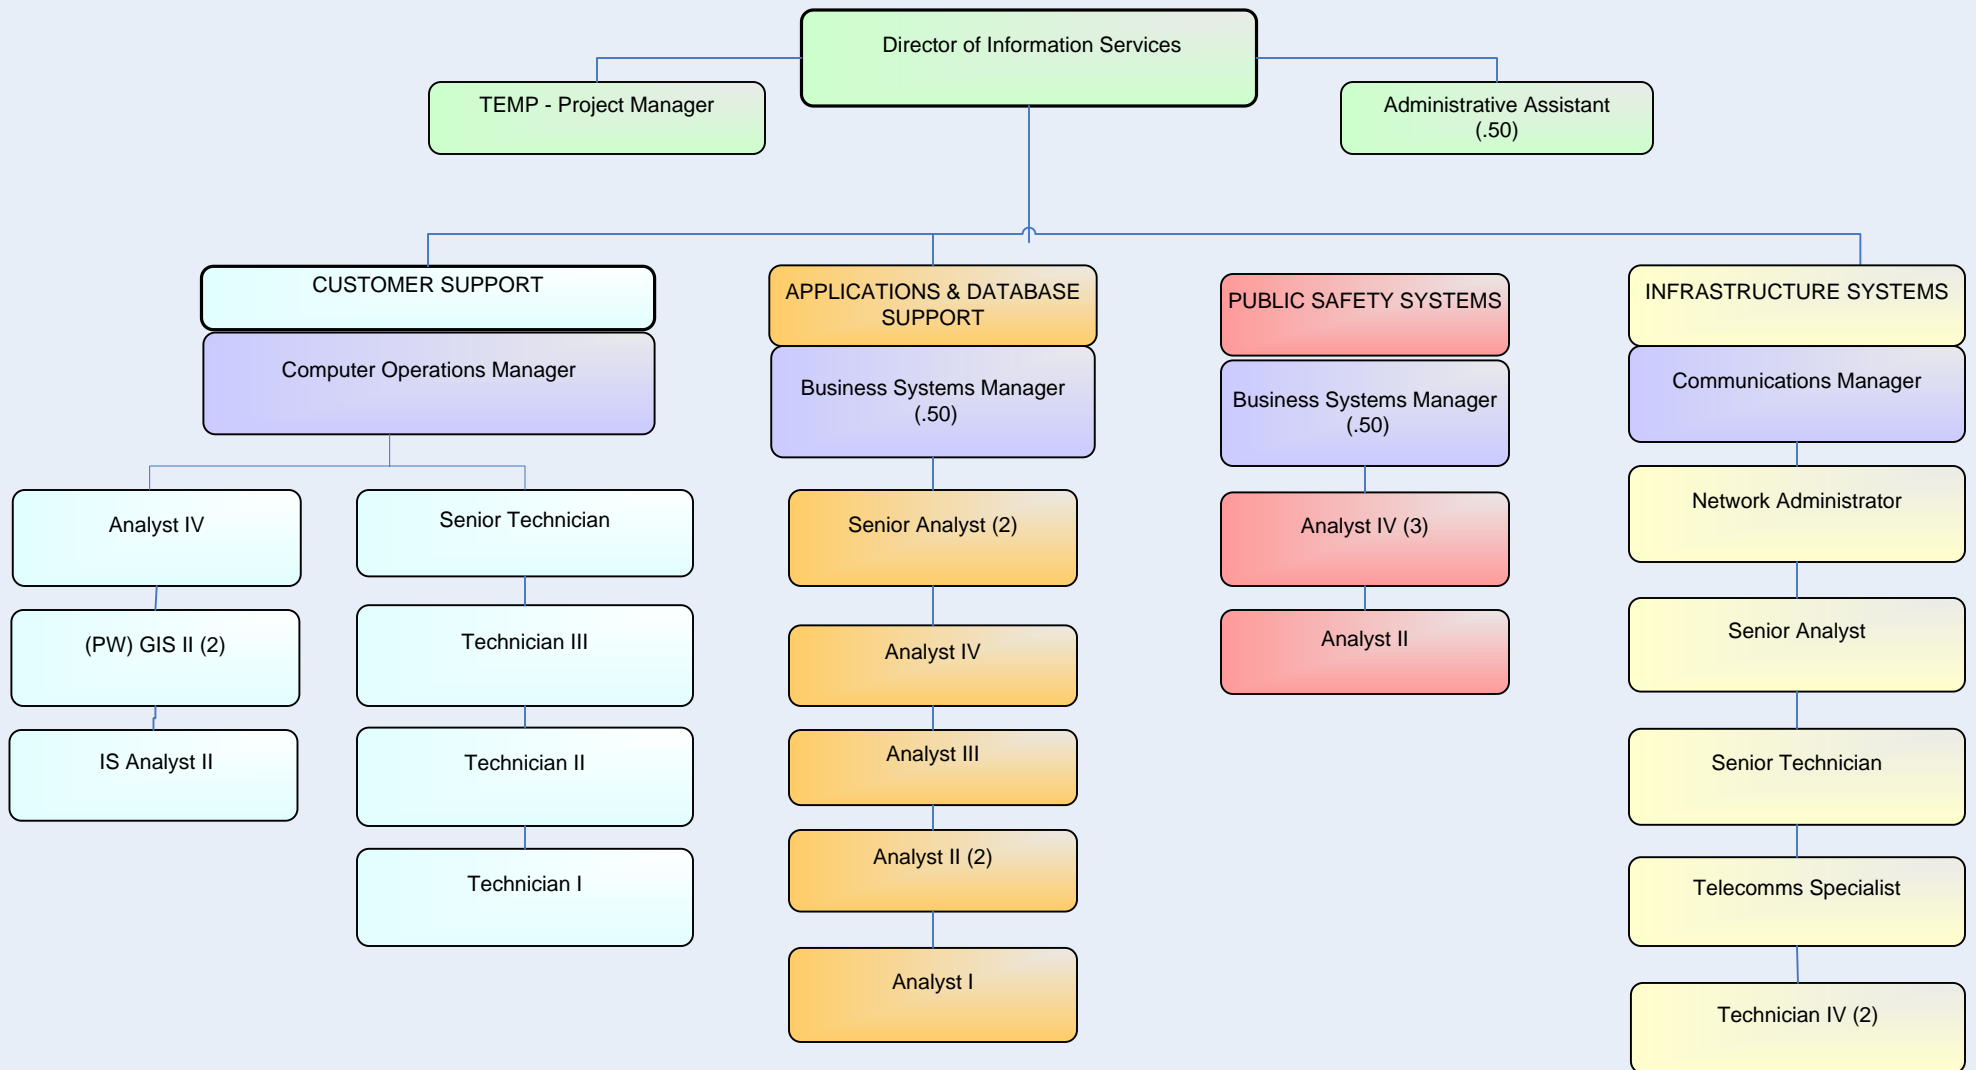 Director of Information Services
TEMP - Project Manager
Administrative Assistant
(.50)
CUSTOMER SUPPORT
Computer Operations Manager
Analyst IV
(PW) GIS II (2)
IS Analyst II
Senior Technician
Technician III
Technician II
Technician I
APPLICATIONS & DATABASE
SUPPORT
Business Systems Manager
(.50)
Senior Analyst (2)
Analyst IV
Analyst III
Analyst II (2)
Analyst I
PUBLIC SAFETY SYSTEMS
Business Systems Manager
(.50)
Analyst IV (3)
Analyst II
INFRASTRUCTURE SYSTEMS
Communications Manager
Network Administrator
Senior Analyst
Senior Technician
Telecomms Specialist
Technician IV (2)